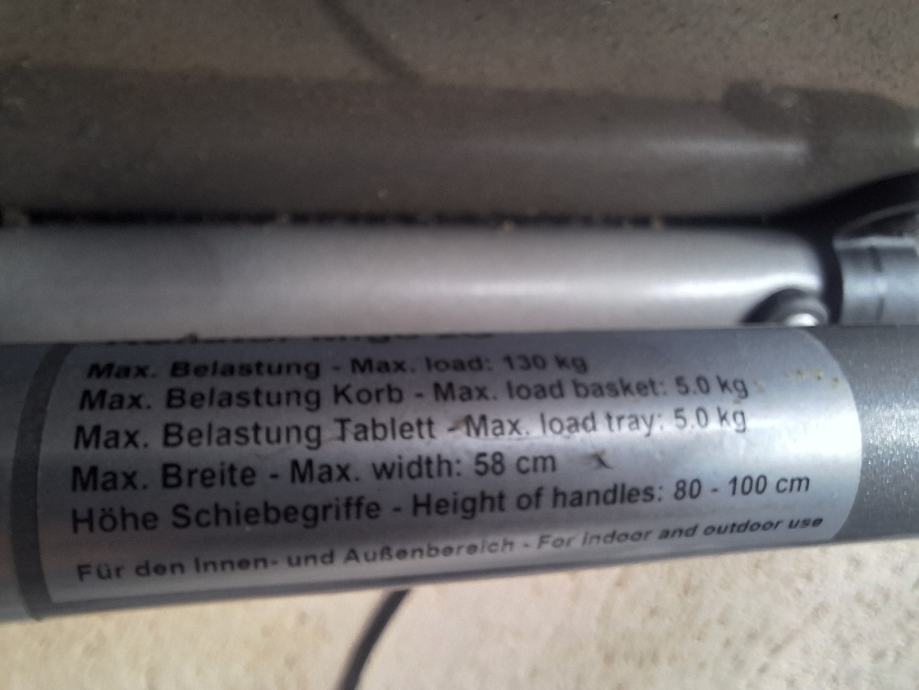 Max. Belastung - Max. load: 130 kg
Max. Belastung Korb - Max. load basket: 5.0 kg
Max. Belastung Tablett - Max. load tray: 5.0 kg
Max. Breite - Max. width: 58 cm
Höhe Schiebegriffe - Height of handles: 80 - 100 cm
Für den Innen- und Außenbereich - For indoor and outdoor use